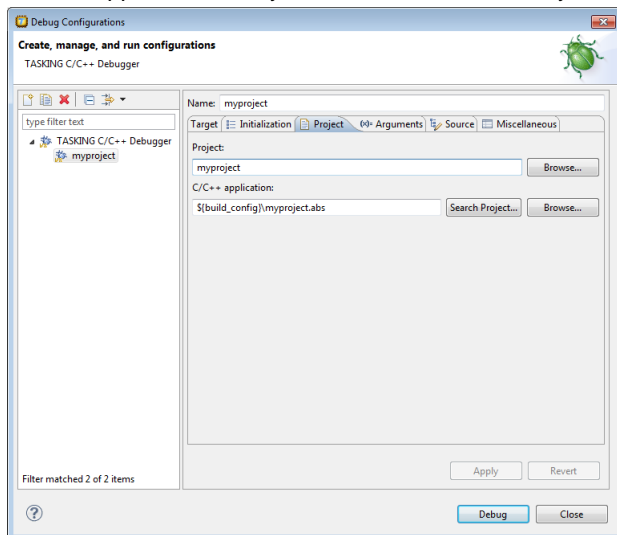 Debug Configurations
Create, manage, and run configurations
TASKING C/C++ Debugger
type filter text
TASKING C/C++ Debugger
myproject
Filter matched 2 of 2 items
Name: myproject
Target Initialization Project (x)= Arguments Source Miscellaneous
Project:
myproject Browse...
C/C++ application:
${build_config}\myproject.abs Search Project... Browse...
Apply Revert
? Debug Close